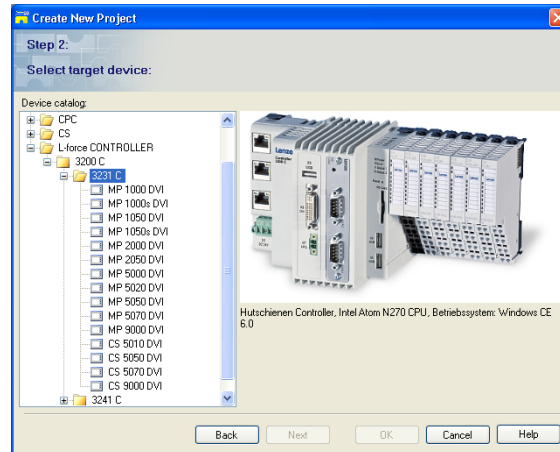 Create New Project
Step 2:
Select target device:
Device catalog:
CPC
CS
L-force CONTROLLER
3200 C
3231 C
MP 1000 DVI
MP 1000s DVI
MP 1050 DVI
MP 1050s DVI
MP 2000 DVI
MP 2050 DVI
MP 5000 DVI
MP 5020 DVI
MP 5050 DVI
MP 5070 DVI
MP 9000 DVI
CS 5010 DVI
CS 5050 DVI
CS 5070 DVI
CS 9000 DVI
3241 C
Lenze
Hutschienen Controller, Intel Atom N270 CPU, Betriebssystem: Windows CE
6.0
Back
Next
OK
Cancel
Help